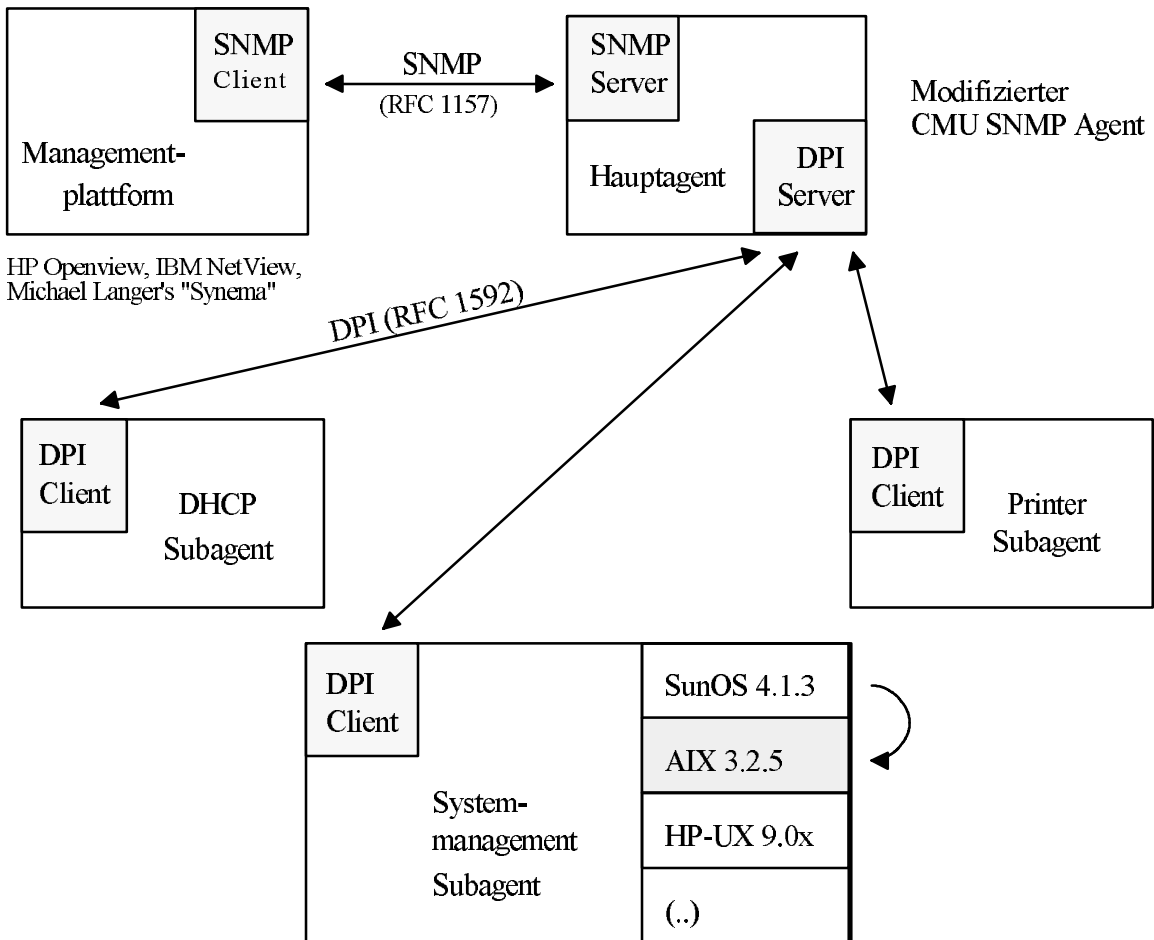 SNMP
Client
Management-
plattform
SNMP
(RFC 1157)
SNMP
Server
Hauptagent
DPI
Server
Modifizierter
CMU SNMP Agent
HP Openview, IBM NetView,
Michael Langer's "Synema"
DPI (RFC 1592)
DPI
Client
DHCP
Subagent
DPI
Client
Printer
Subagent
DPI
Client
System-
management
Subagent
SunOS 4.1.3
AIX 3.2.5
HP-UX 9.0x
(..)